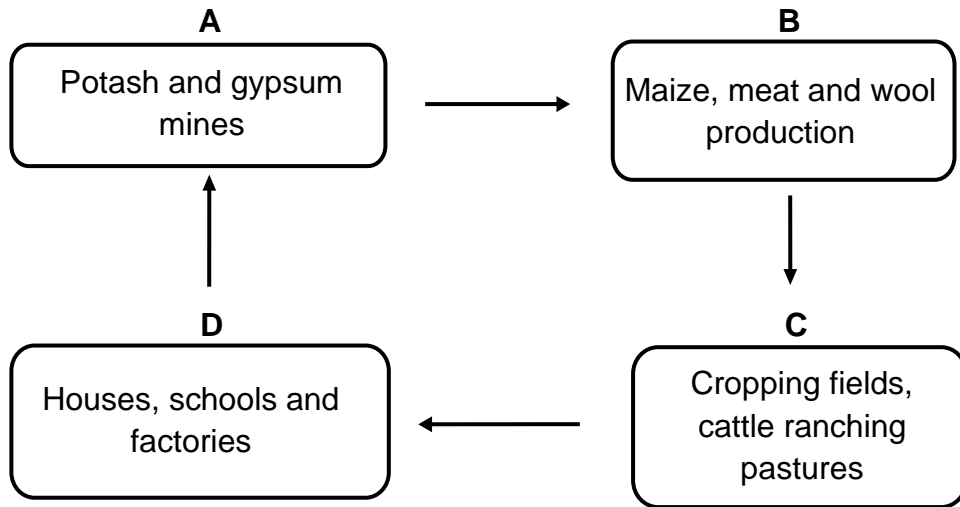 A
Potash and gypsum
mines
B
Maize, meat and wool
production
D
Houses, schools and
factories
C
Cropping fields,
cattle ranching
pastures